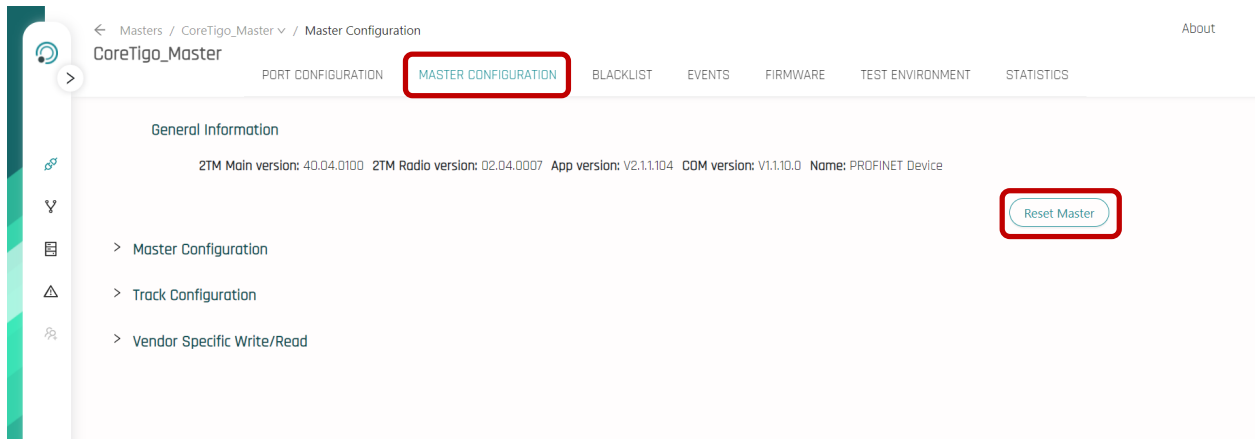 ← Masters / CoreTigo_Master / Master Configuration
About
CoreTigo_Master
PORT CONFIGURATION MASTER CONFIGURATION BLACKLIST EVENTS FIRMWARE TEST ENVIRONMENT STATISTICS
General Information
2TM Main version: 40.04.0100 2TM Radio version: 02.04.0007 App version: V2.1.1.104 COM version: V1.1.10.0 Name: PROFINET Device
Reset Master
> Master Configuration
> Track Configuration
> Vendor Specific Write/Read